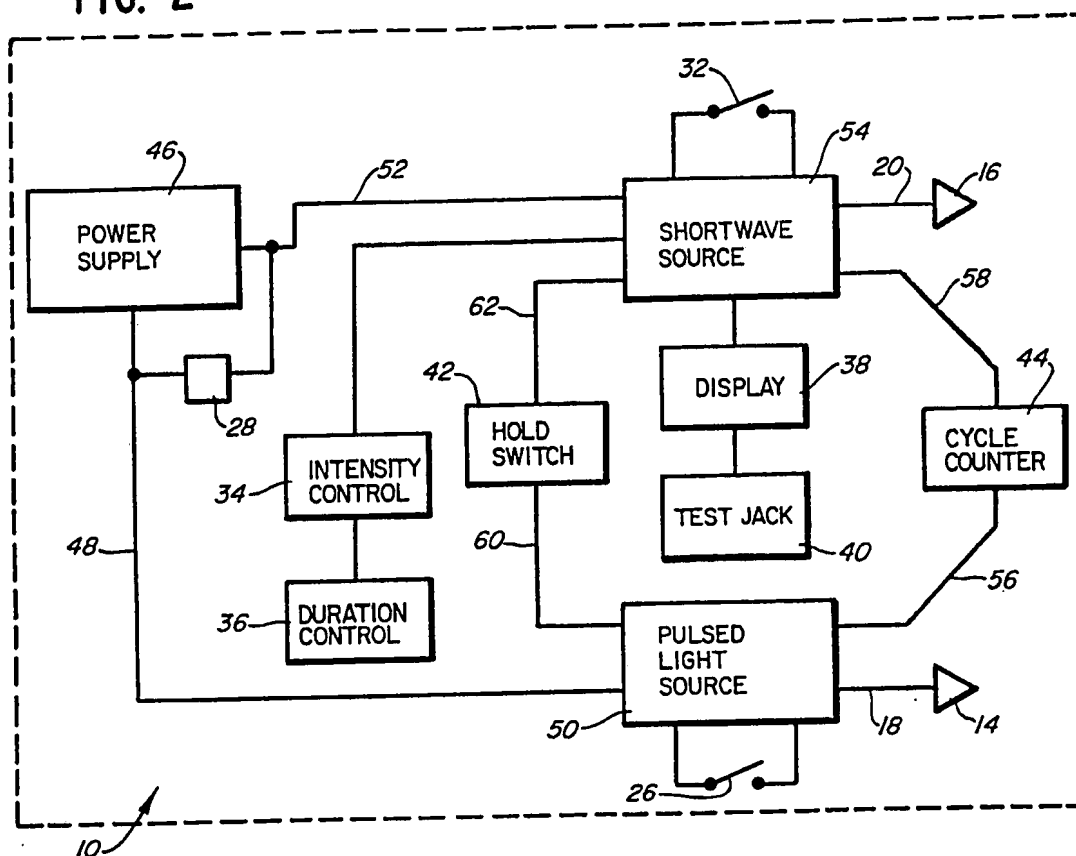 FIG. 2
32
46
52
54
20
16
POWER
SUPPLY
SHORTWAVE
SOURCE
58
62
42
38
44
28
DISPLAY
HOLD
SWITCH
CYCLE
COUNTER
34
INTENSITY
CONTROL
TEST JACK
48
60
40
56
36
DURATION
CONTROL
PULSED
LIGHT
SOURCE
50
18
14
26
10